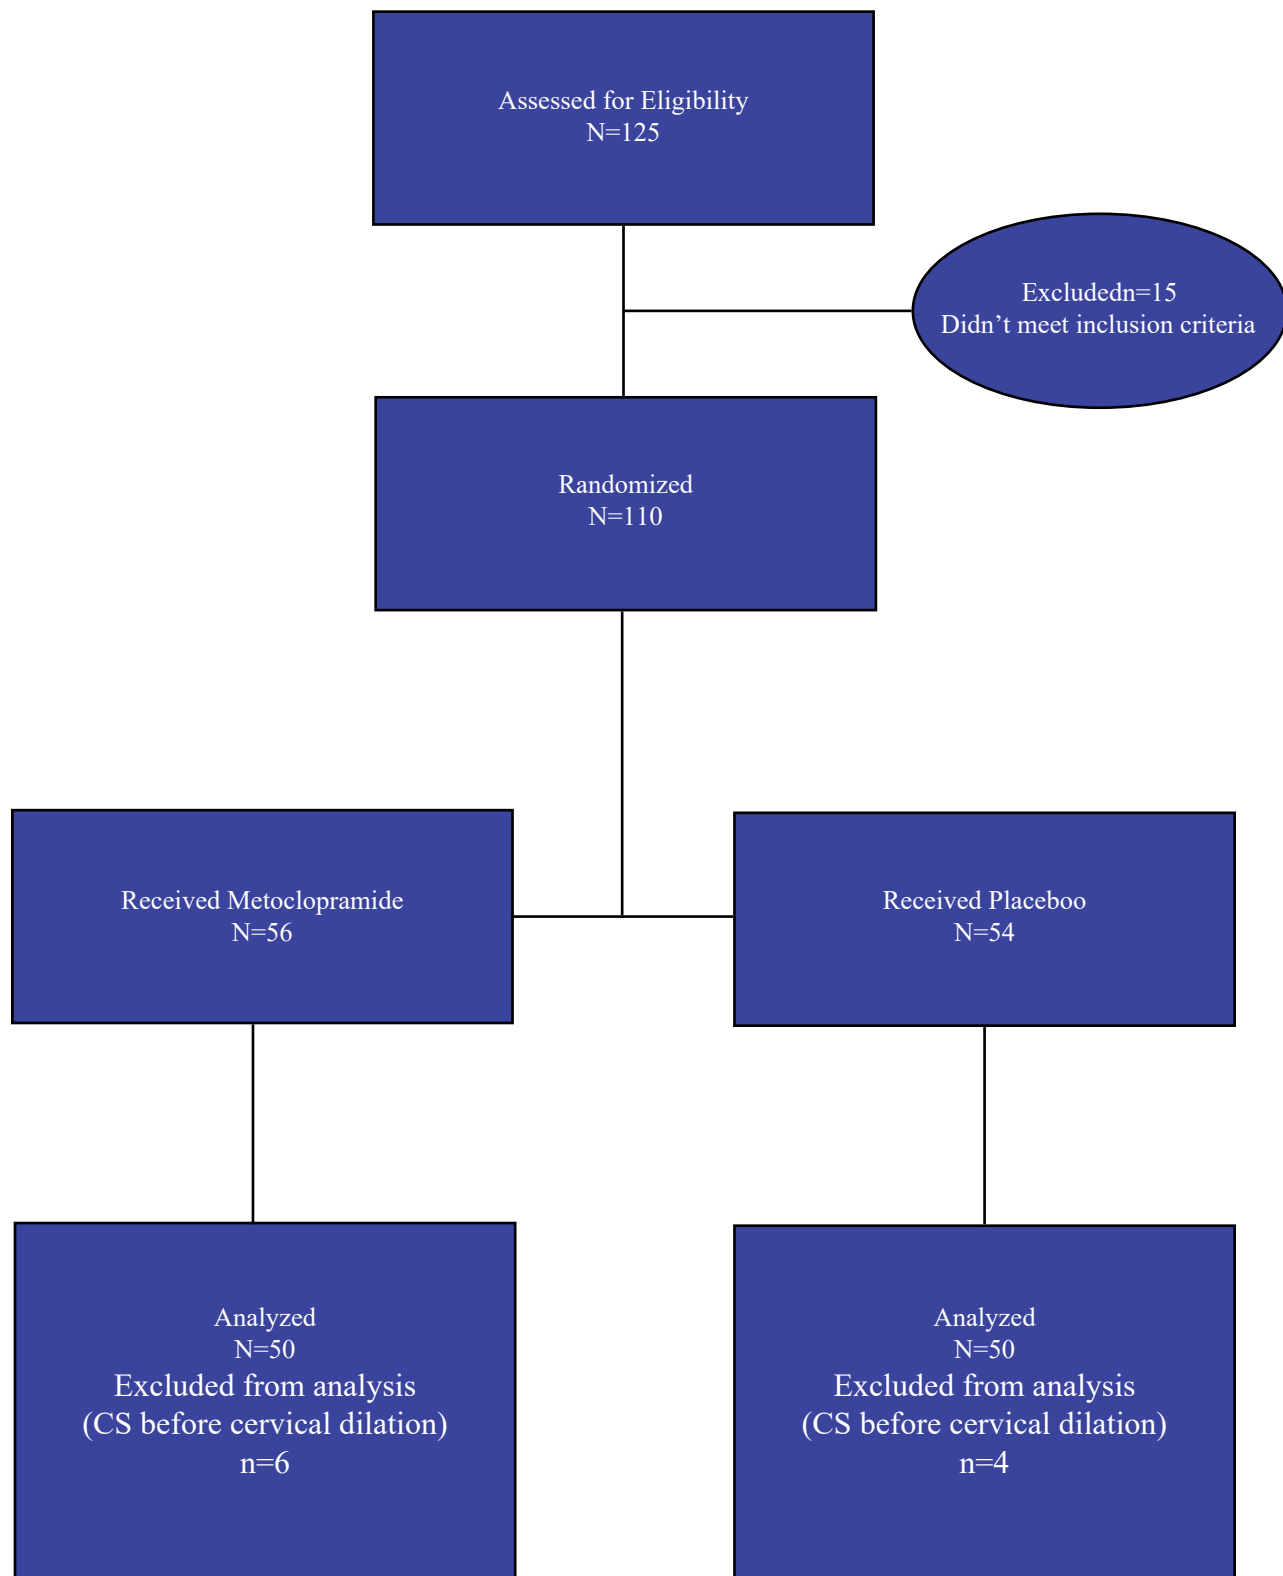 Assessed for Eligibility
N=125
Excludedn=15
Didn’t meet inclusion criteria
Randomized
N=110
Received Metoclopramide
N=56
Received Placeboo
N=54
Analyzed
N=50
Excluded from analysis
(CS before cervical dilation)
n=6
Analyzed
N=50
Excluded from analysis
(CS before cervical dilation)
n=4